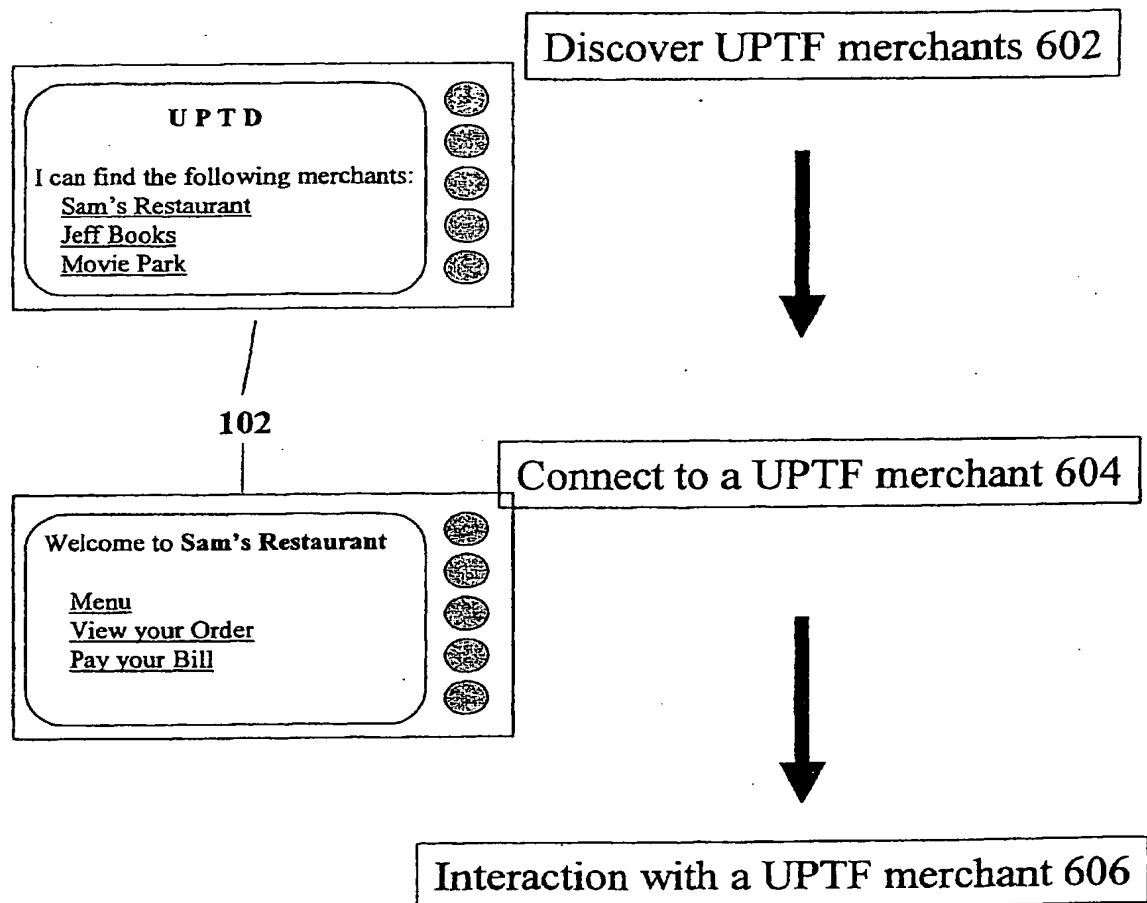 Discover UPTF merchants 602
U P T D
I can find the following merchants:
Sam's Restaurant
Jeff Books
Movie Park
102
Connect to a UPTF merchant 604
Welcome to Sam's Restaurant
Menu
View your Order
Pay your Bill
Interaction with a UPTF merchant 606